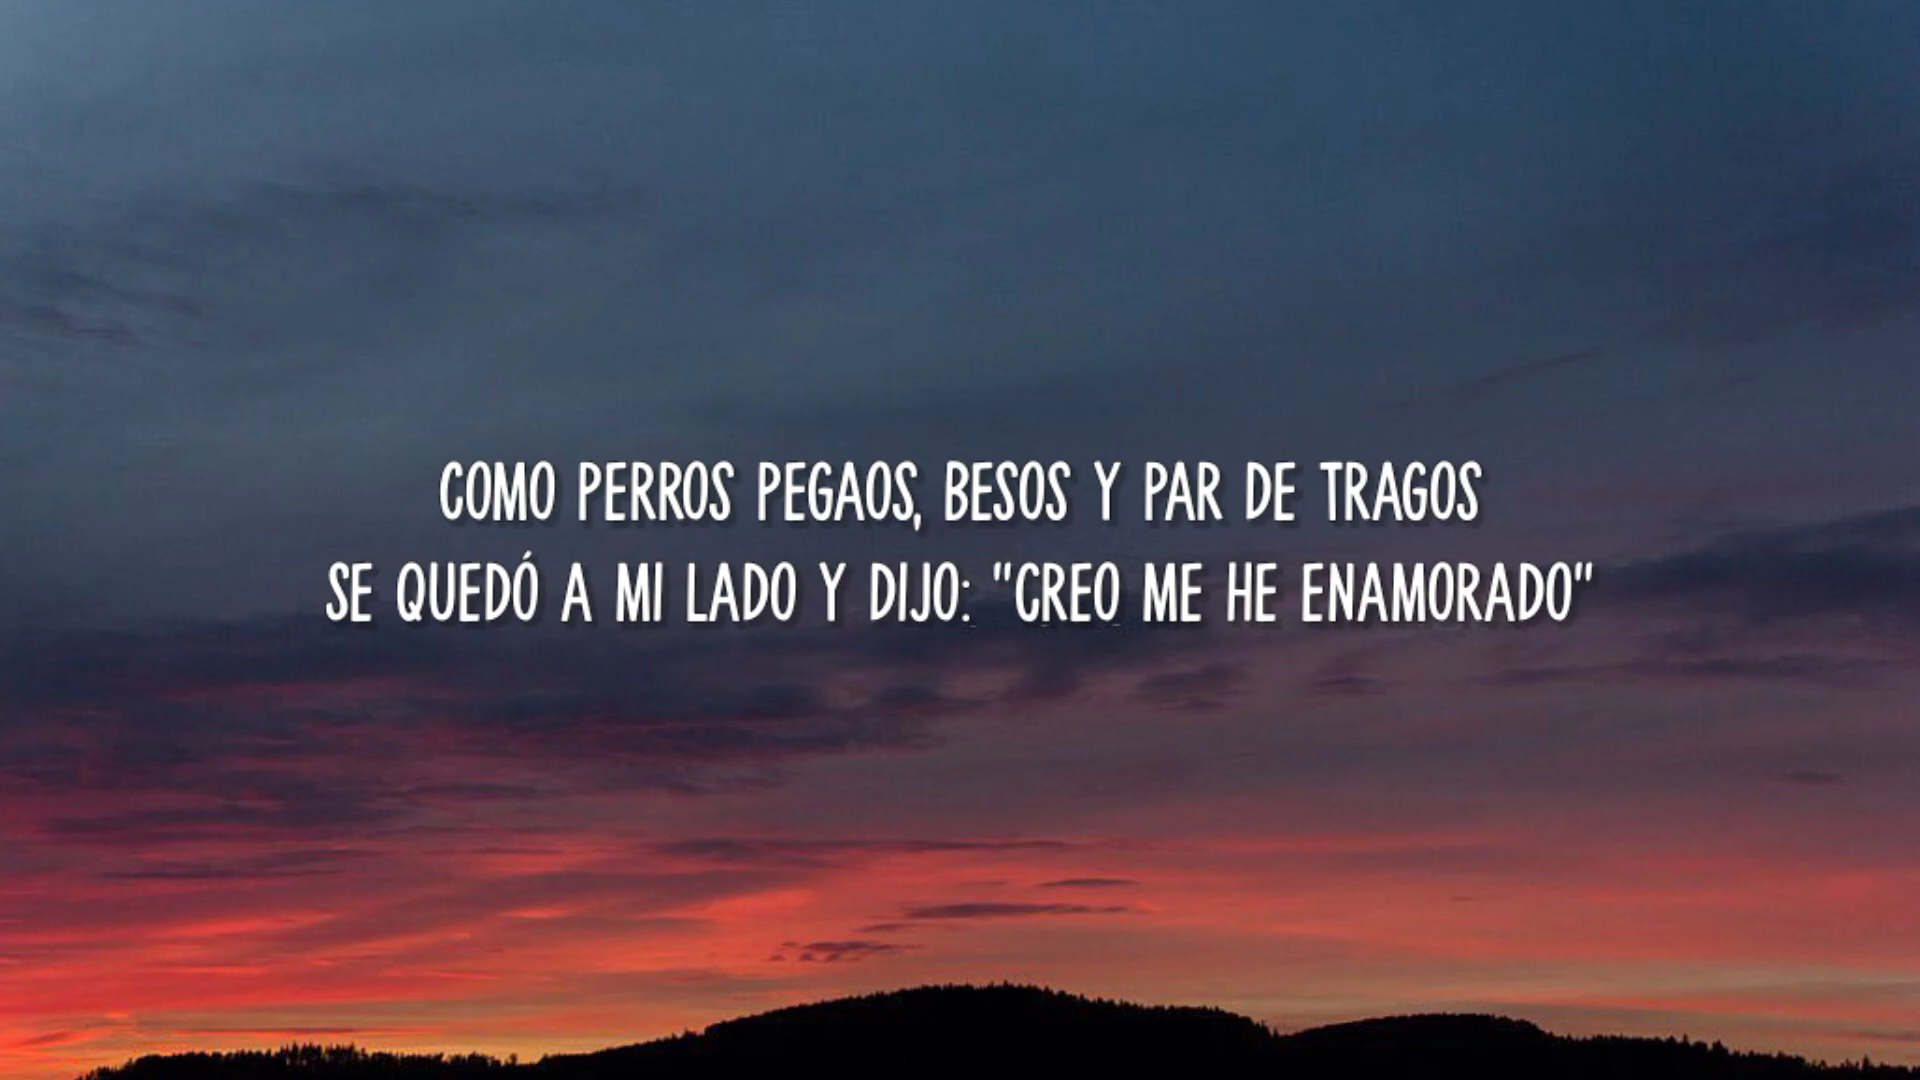 COMO PERROS PEGAOS, BESOS Y PAR DE TRAGOS
SE QUEDÓ A MI LADO Y DIJO: "CREO ME HE ENAMORADO"